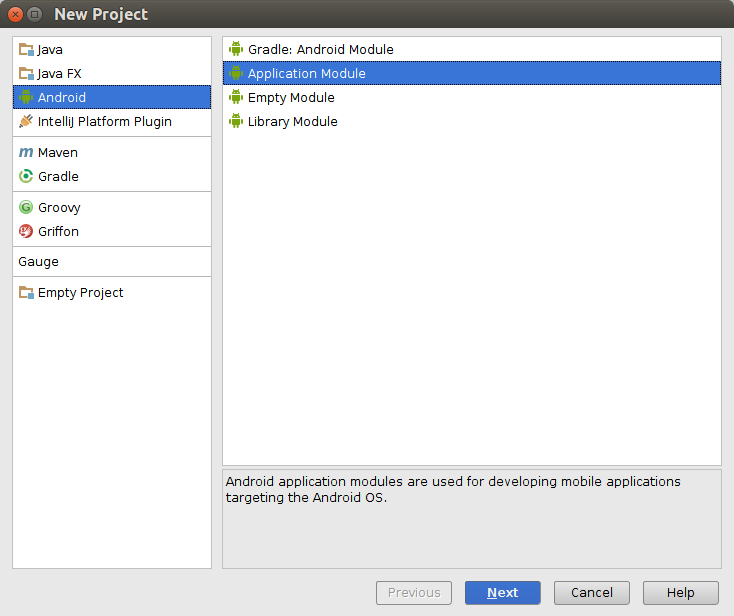 New Project
Java
Java FX
Android
IntelliJ Platform Plugin
Maven
Gradle
Groovy
Griffon
Gauge
Empty Project
Gradle: Android Module
Application Module
Empty Module
Library Module
Android application modules are used for developing mobile applications
targeting the Android OS.
Previous
Next
Cancel
Help